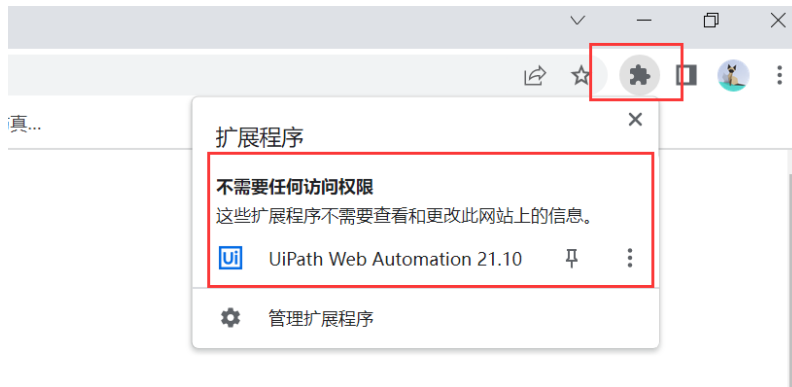 真...
扩展程序
不需要任何访问权限
这些扩展程序不需要查看和更改此网站上的信息。
Ui UiPath Web Automation 21.10
管理扩展程序